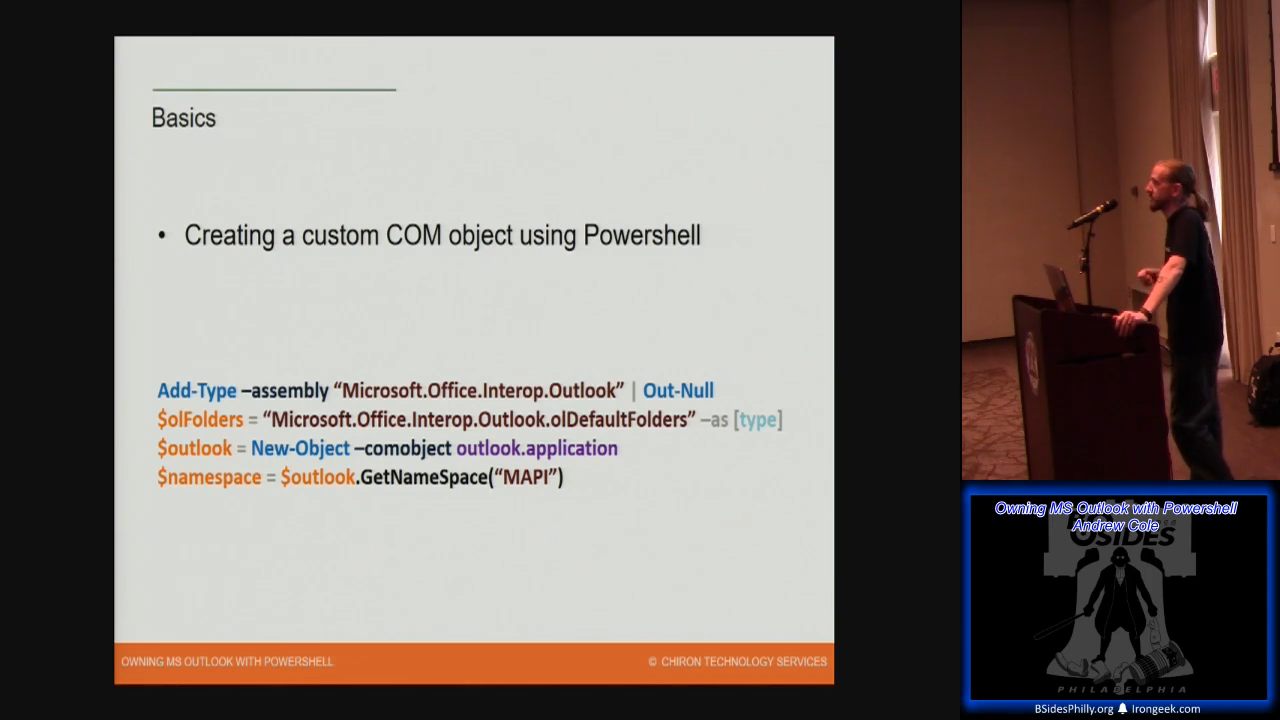 Basics
• Creating a custom COM object using Powershell
Add-Type –assembly “Microsoft.Office.Interop.Outlook” | Out-Null
$olFolders = “Microsoft.Office.Interop.Outlook.olDefaultFolders” –as [type]
$outlook = New-Object –comobject outlook.application
$namespace = $outlook.GetNameSpace(“MAPI”)
OWNING MS OUTLOOK WITH POWERSHELL
© CHIRON TECHNOLOGY SERVICES
Owning MS Outlook with Powershell
Andrew Cole
SIDES
PHILADELPHIA
BSidesPhilly.org Irongeek.com